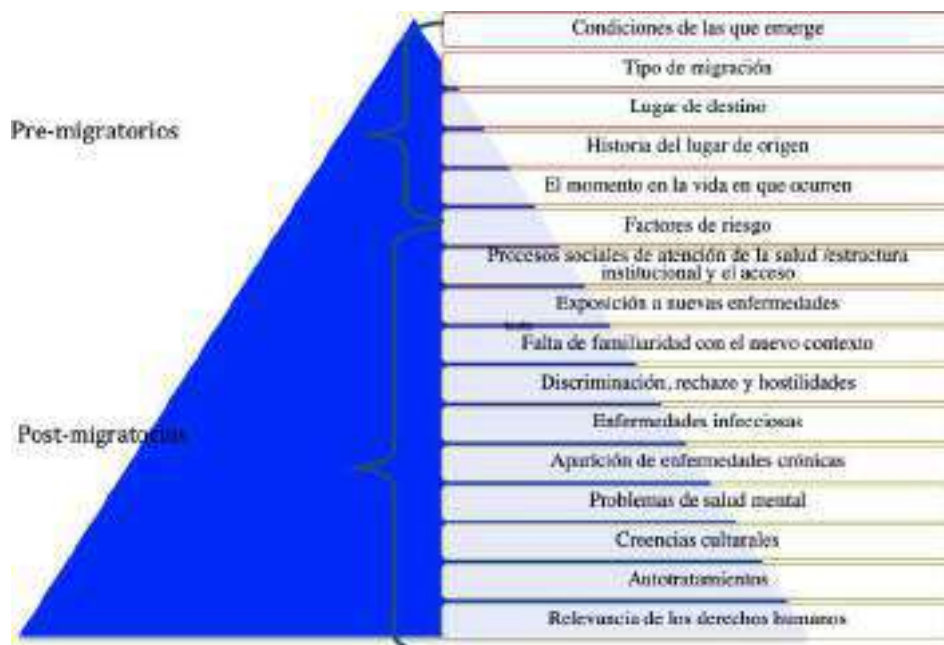 Condiciones de las que emerge
Tipo de migración
Lugar de destino
Pre-migratorios
Historia del lugar de origen
El momento en la vida en que ocurren
Factores de riesgo
Procesos sociales de atención de la salud /estructura
institucional y el acceso
Exposición a nuevas enfermedades
Falta de familiaridad con el nuevo contexto
Discriminación, rechazo y hostilidades
Post-migratorios
Enfermedades infecciosas
Aparición de enfermedades crónicas
Problemas de salud mental
Creencias culturales
Autotratamientos
Relevancia de los derechos humanos